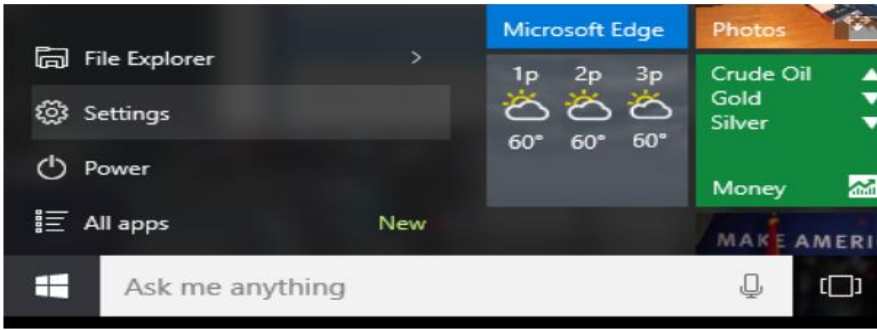 File Explorer >
Settings
Power
All apps New
Microsoft Edge
Photos
1p 2p 3p
60° 60° 60°
Crude Oil ▲
Gold ▼
Silver ▼
Money
MAKE AMERI
Ask me anything